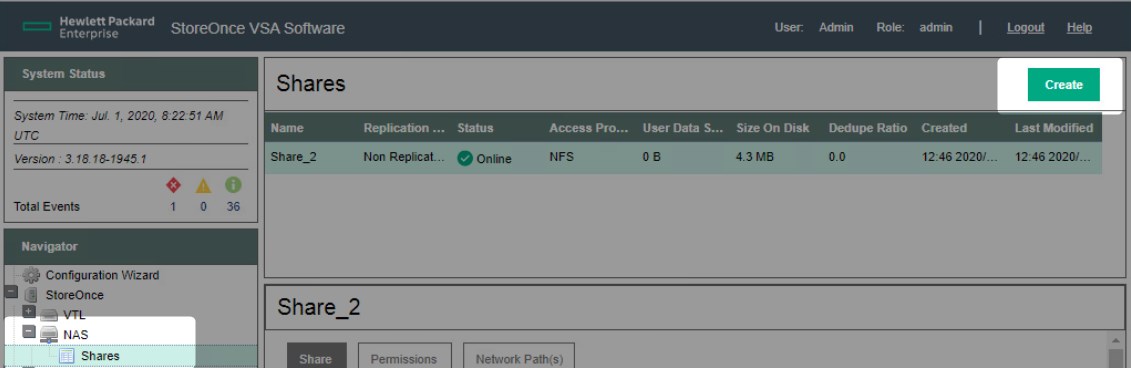 Hewlett Packard
Enterprise
StoreOnce VSA Software
User: Admin Role: admin | Logout Help
System Status
System Time: Jul. 1, 2020, 8:22:51 AM
UTC
Version : 3.18.18-1945.1
Total Events 1 0 36
Navigator
Configuration Wizard
StoreOnce
VTL
NAS
Shares
Shares
Create
Name Replication ... Status Access Pro... User Data S... Size On Disk Dedupe Ratio Created Last Modified
Share_2 Non Replicat... Online NFS 0 B 4.3 MB 0.0 12:46 2020/... 12:46 2020/...
Share_2
Share Permissions Network Path(s)